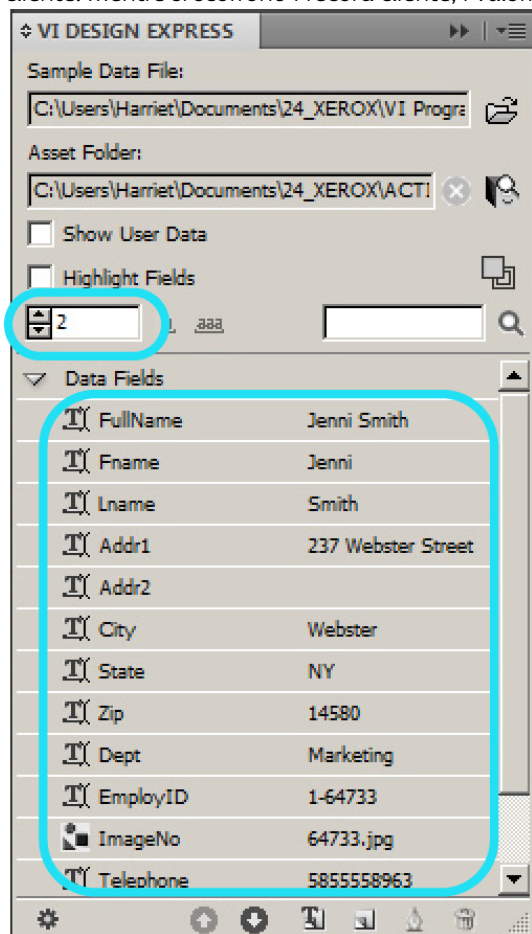 VI DESIGN EXPRESS
Sample Data File:
C:\Users\Harriet\Documents\24_XEROX\VI Progra
Asset Folder:
C:\Users\Harriet\Documents\24_XEROX\ACTI
Show User Data
Highlight Fields
2 aaa
Data Fields
FullName Jenni Smith
Fname Jenni
Lname Smith
Addr1 237 Webster Street
Addr2
City Webster
State NY
Zip 14580
Dept Marketing
EmployID 1-64733
ImageNo 64733.jpg
Telephone 5855558963